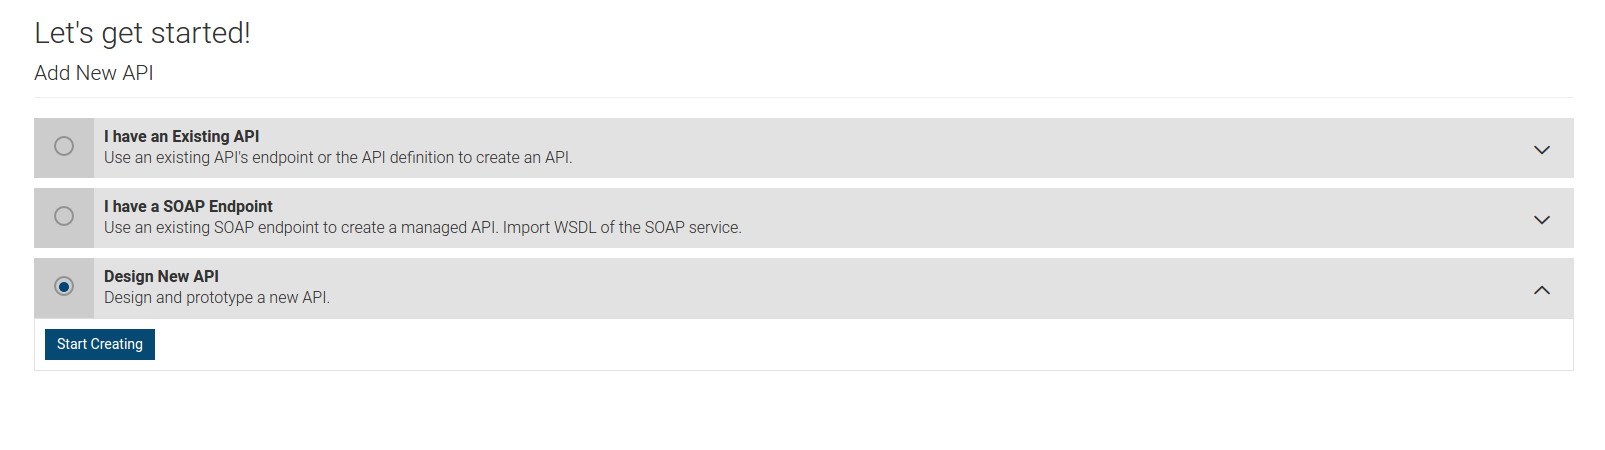 Let's get started!
Add New API
I have an Existing API
Use an existing API's endpoint or the API definition to create an API.
I have a SOAP Endpoint
Use an existing SOAP endpoint to create a managed API. Import WSDL of the SOAP service.
Design New API
Design and prototype a new API.
Start Creating